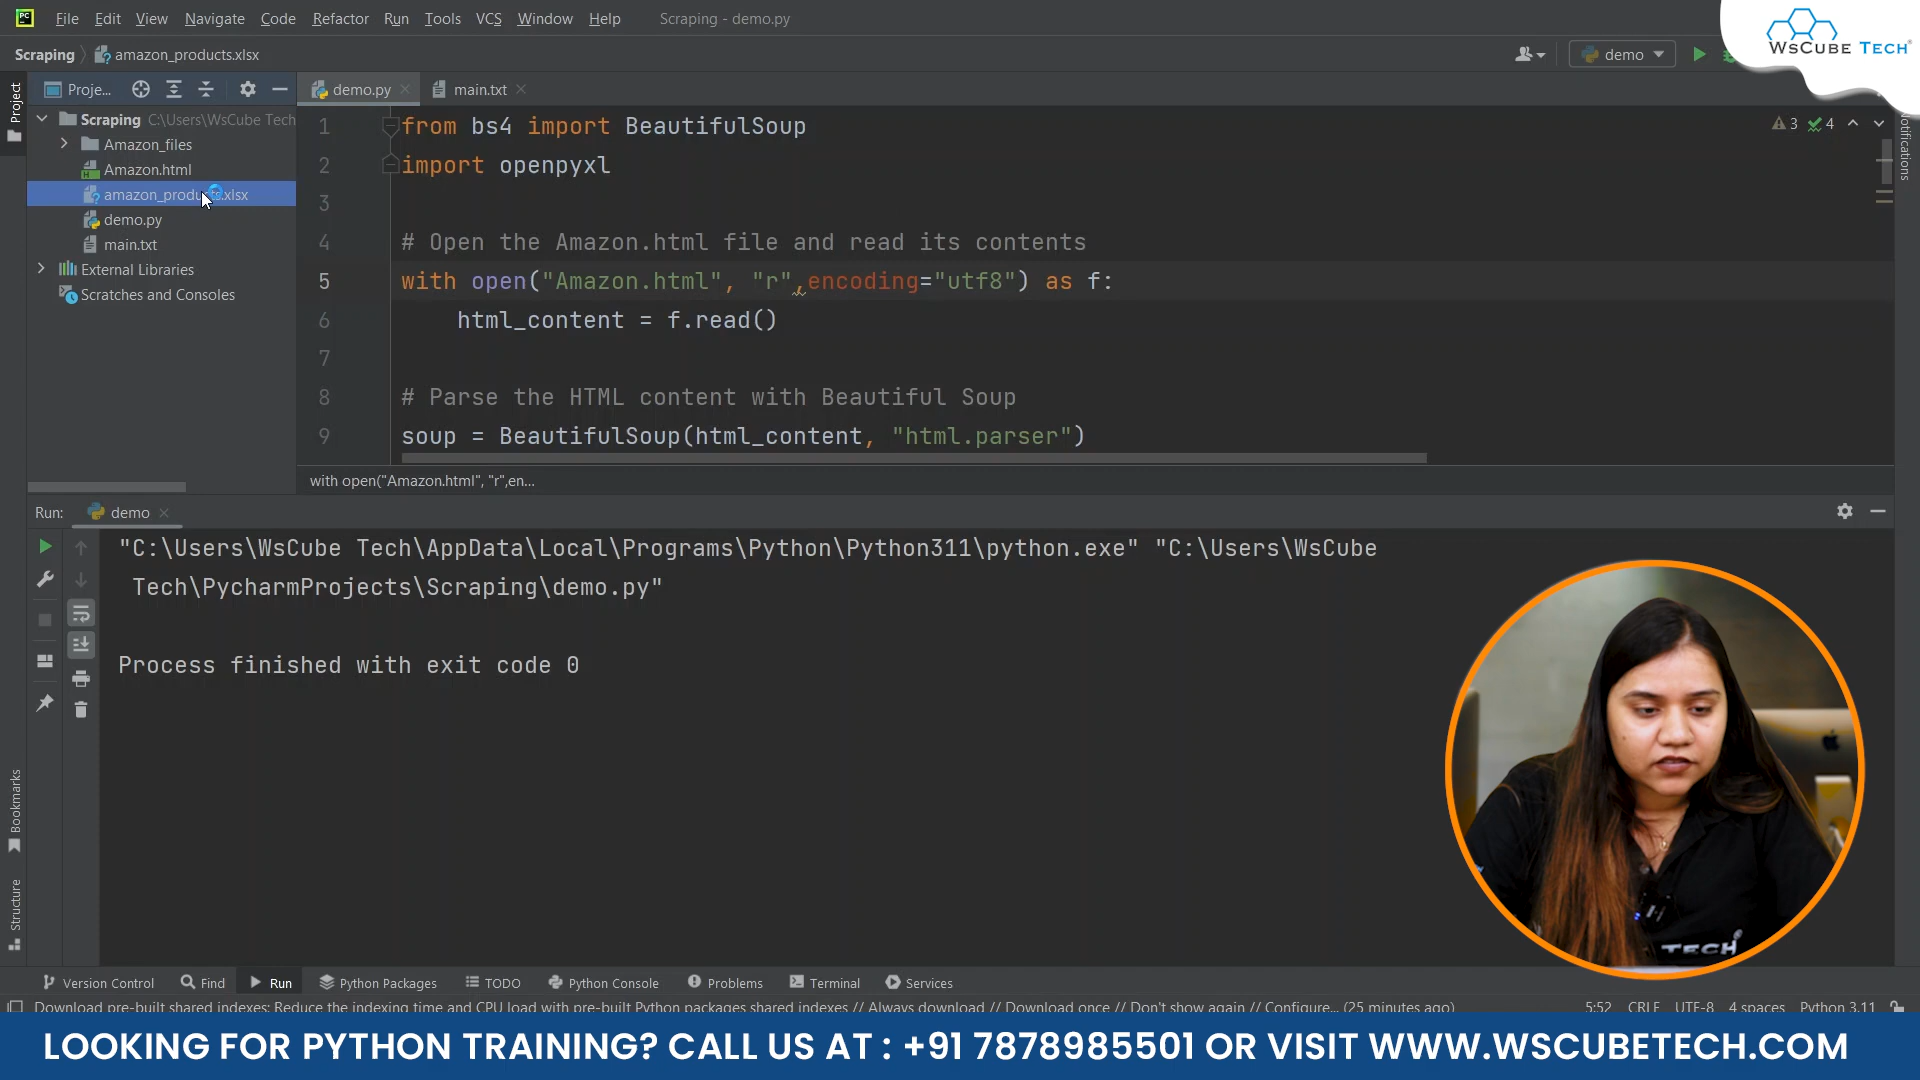 File Edit View Navigate Code Refactor Run Tools VCS Window Help Scraping - demo.py
WsCube Tech
Scraping amazon_products.xlsx
demo
Project
Proje...
demo.py
main.txt
Scraping C:\Users\WsCube Tech
Amazon_files
Amazon.html
amazon_products.xlsx
demo.py
main.txt
External Libraries
Scratches and Consoles
1 from bs4 import BeautifulSoup
2 import openpyxl
3
4 # Open the Amazon.html file and read its contents
5 with open("Amazon.html", "r",encoding="utf8") as f:
6 html_content = f.read()
7
8 # Parse the HTML content with Beautiful Soup
9 soup = BeautifulSoup(html_content, "html.parser")
3 4
Notifications
with open("Amazon.html", "r",en...
Run: demo
"C:\Users\WsCube Tech\AppData\Local\Programs\Python\Python311\python.exe" "C:\Users\WsCube
Tech\PycharmProjects\Scraping\demo.py"
Process finished with exit code 0
TECH
Bookmarks
Structure
Version Control Find Run Python Packages TODO Python Console Problems Terminal Services
Download pre-built shared indexes: Reduce the indexing time and CPU load with pre-built Python packages shared indexes // Always download // Download once // Don't show again // Configure... (25 minutes ago) 5:52 CRLF UTF-8 4 spaces Python 3.11
LOOKING FOR PYTHON TRAINING? CALL US AT : +91 7878985501 OR VISIT WWW.WSCUBETECH.COM